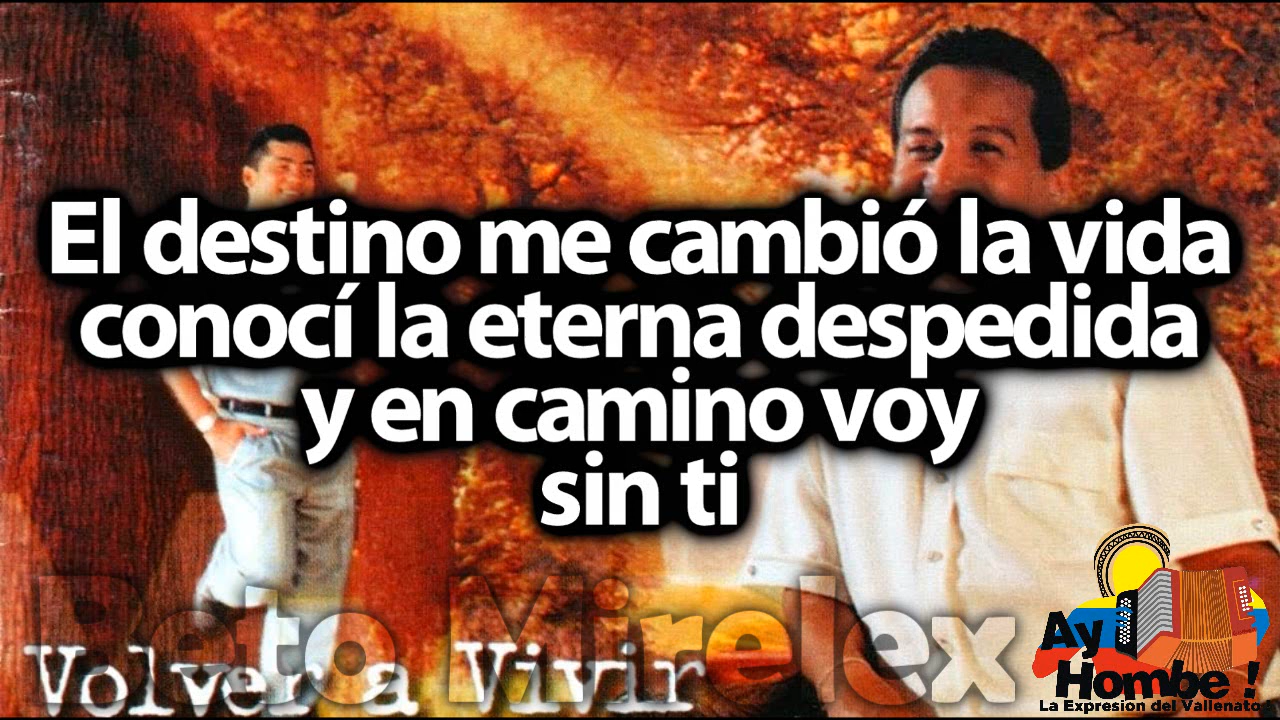 El destino me cambió la vida
conocí la eterna despedida
y en camino voy
sin ti
Beto Mirelex
Volver a Vivir
Ay
Hombe !
La Expresion del Vallenato